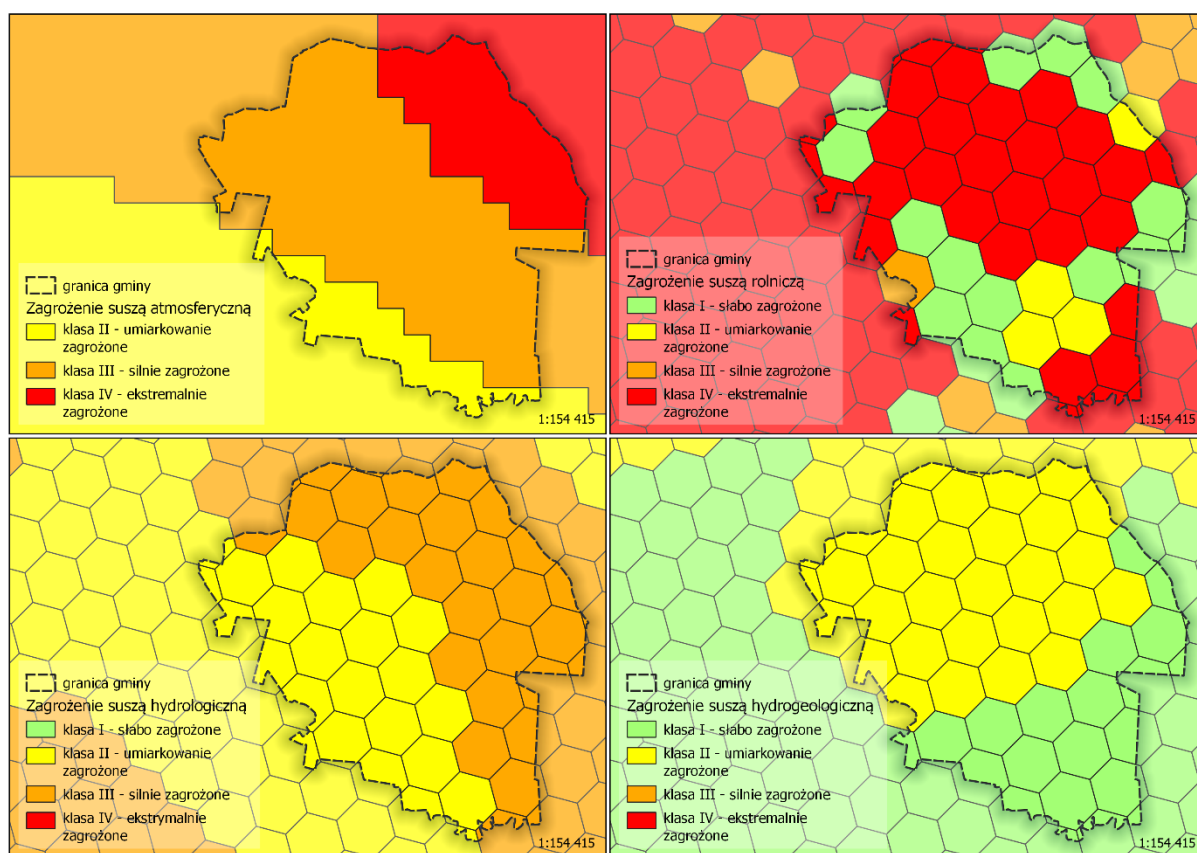 granica gminy
Zagrożenie suszą atmosferyczną
klasa II - umiarkowanie
zagrożone
klasa III - silnie zagrożone
klasa IV - ekstremalnie
zagrożone
1:154 415
granica gminy
Zagrożenie suszą rolniczą
klasa I - słabo zagrożone
klasa II - umiarkowanie
zagrożone
klasa III - silnie zagrożone
klasa IV - ekstremalnie
zagrożone
1:154 415
granica gminy
Zagrożenie suszą hydrologiczną
klasa I - słabo zagrożone
klasa II - umiarkowanie
zagrożone
klasa III - silnie zagrożone
klasa IV - ekstrymalnie
zagrożone
1:154 415
granica gminy
Zagrożenie suszą hydrogeologiczną
klasa I - słabo zagrożone
klasa II - umiarkowanie
zagrożone
klasa III - silnie zagrożone
klasa IV - ekstremalnie
zagrożone
1:154 415